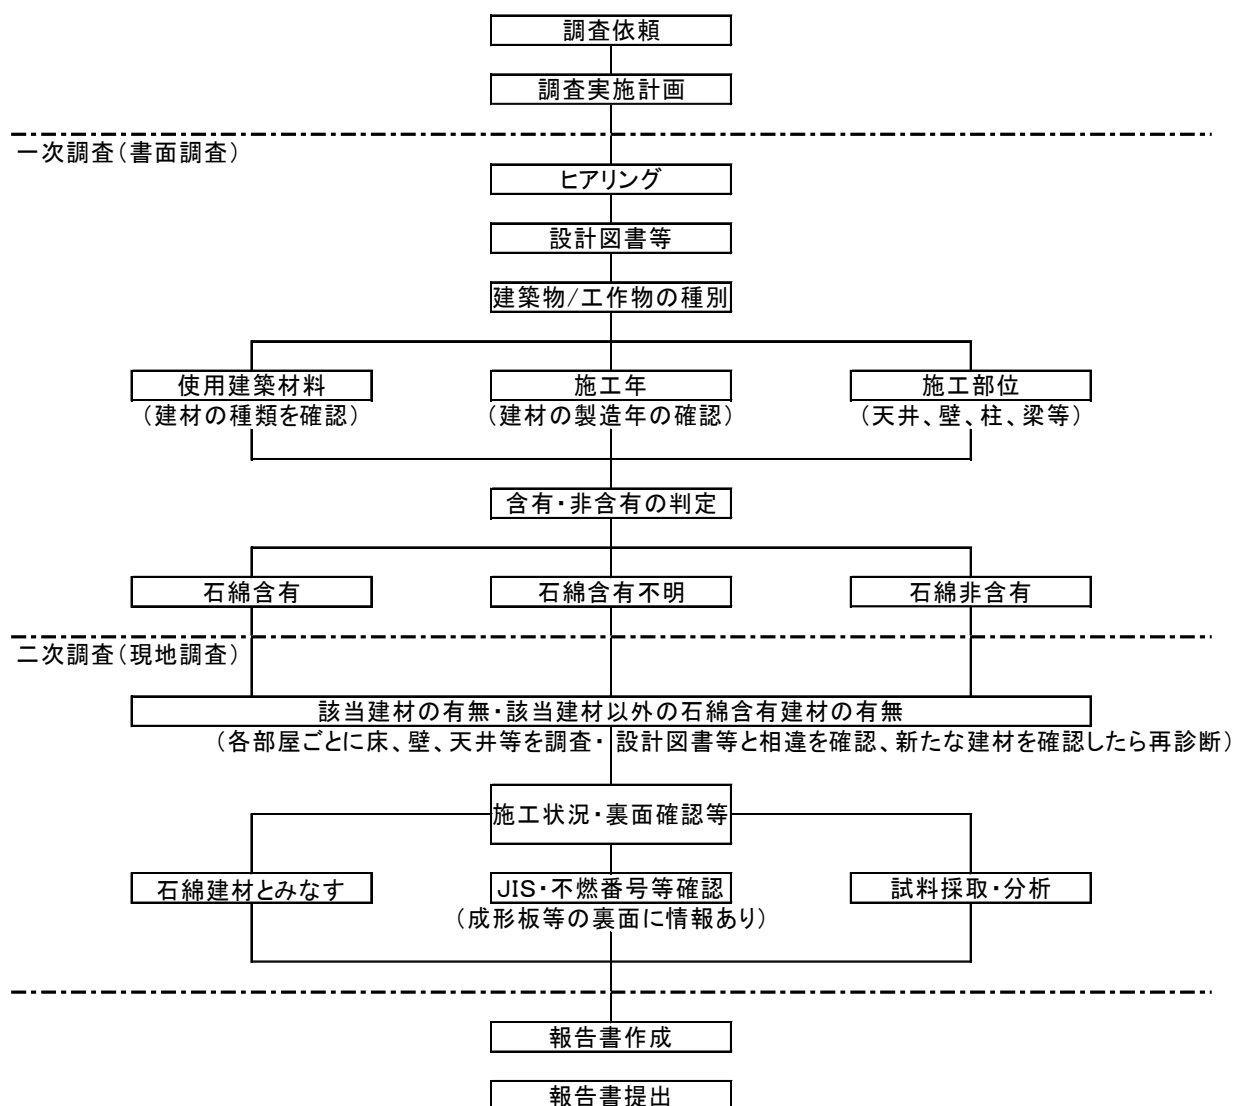 調査依頼
調査実施計画
一次調査（書面調査）
ヒアリング
設計図書等
建築物/工作物の種別
使用建築材料
（建材の種類を確認）
施工年
（建材の製造年の確認）
施工部位
（天井、壁、柱、梁等）
含有・非含有の判定
石綿含有
石綿含有不明
石綿非含有
二次調査（現地調査）
該当建材の有無・該当建材以外の石綿含有建材の有無
（各部屋ごとに床、壁、天井等を調査・設計図書等と相違を確認、新たな建材を確認したら再診断）
施工状況・裏面確認等
石綿建材とみなす
JIS・不燃番号等確認
（成形板等の裏面に情報あり）
試料採取・分析
報告書作成
報告書提出